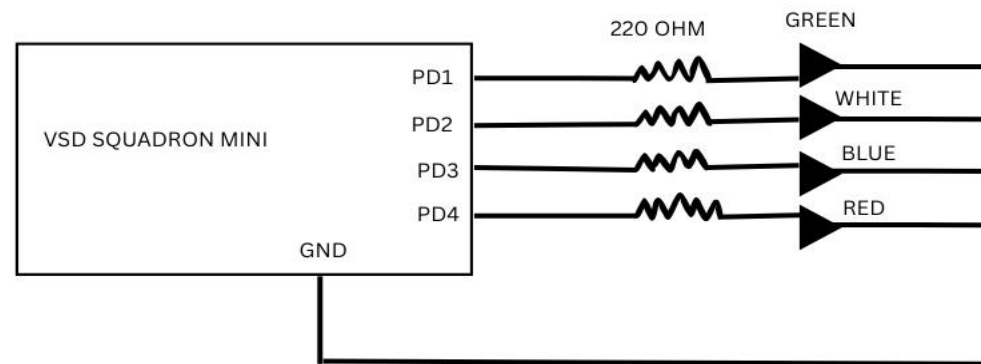 220 OHM
GREEN
PD1
WHITE
PD2
VSD SQUADRON MINI
BLUE
PD3
RED
PD4
GND